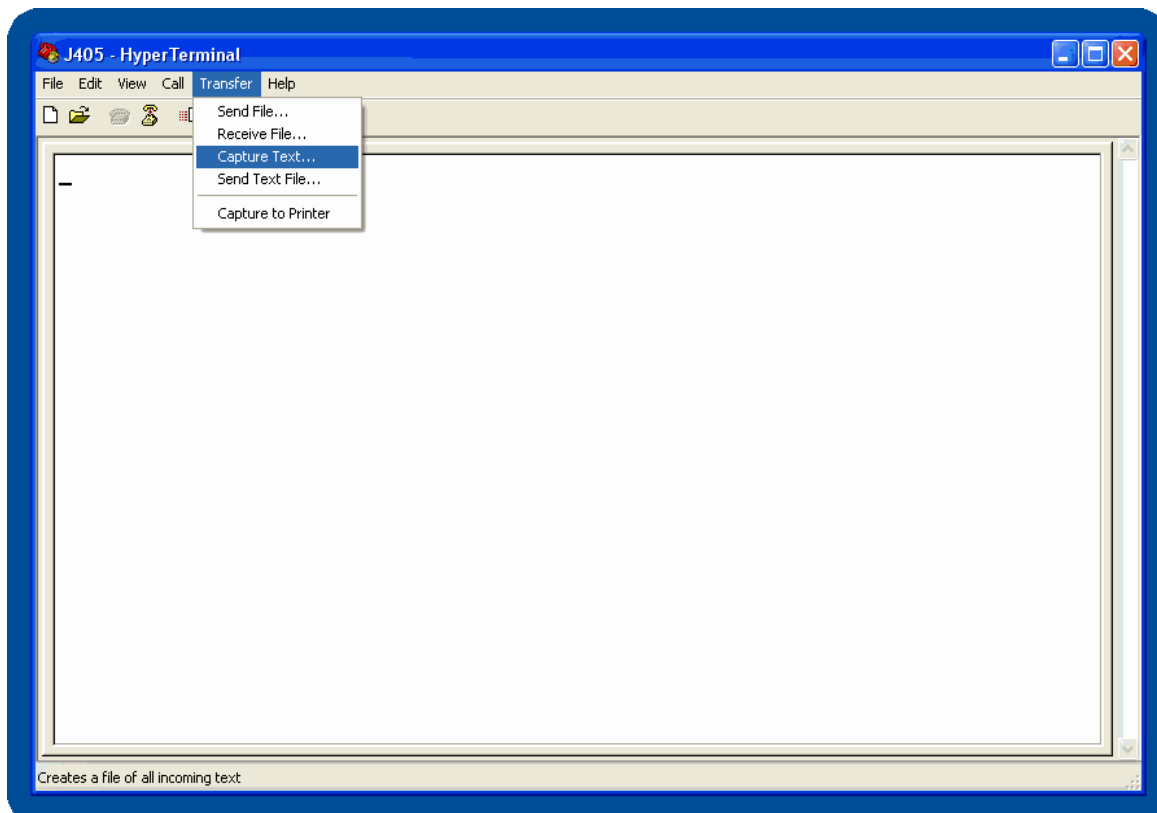 J405 - HyperTerminal
File Edit View Call Transfer Help
Send File...
Receive File...
Capture Text...
Send Text File...
Capture to Printer
Creates a file of all incoming text